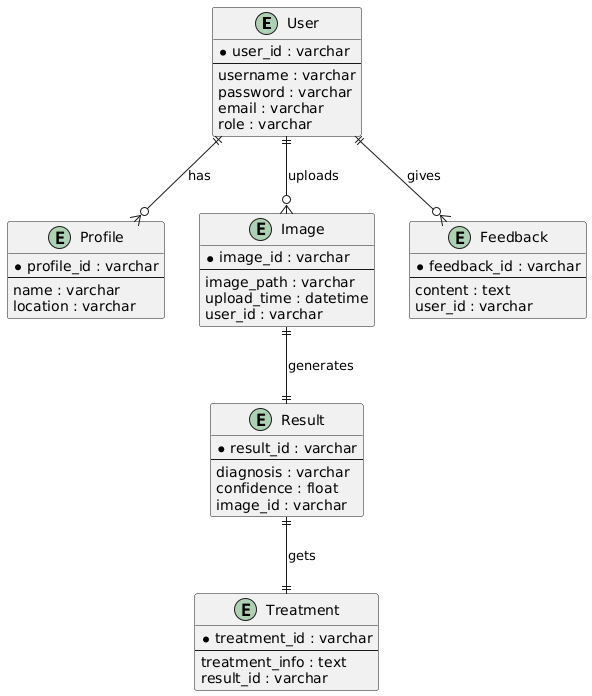 E User
* user_id : varchar
username : varchar
password : varchar
email : varchar
role : varchar
has
uploads
gives
E Profile
* profile_id : varchar
name : varchar
location : varchar
E Image
* image_id : varchar
image_path : varchar
upload_time : datetime
user_id : varchar
E Feedback
* feedback_id : varchar
content : text
user_id : varchar
generates
E Result
* result_id : varchar
diagnosis : varchar
confidence : float
image_id : varchar
gets
E Treatment
* treatment_id : varchar
treatment_info : text
result_id : varchar